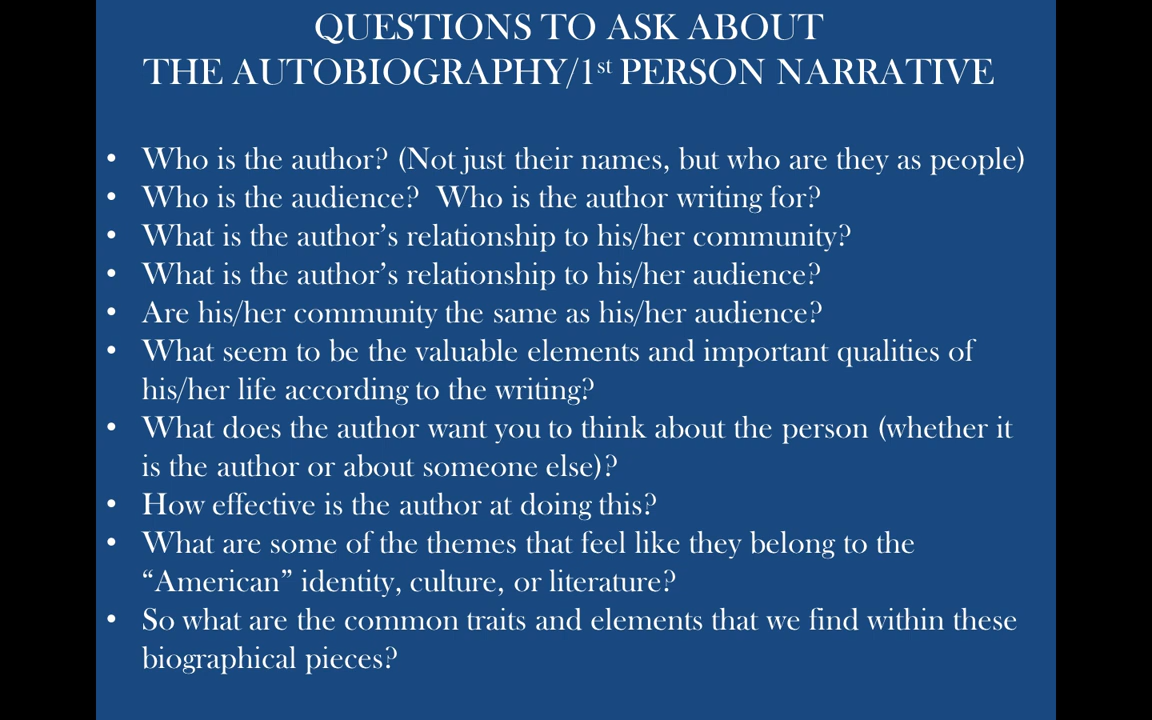 QUESTIONS TO ASK ABOUT
THE AUTOBIOGRAPHY/1st PERSON NARRATIVE
• Who is the author? (Not just their names, but who are they as people)
• Who is the audience?  Who is the author writing for?
• What is the author’s relationship to his/her community?
• What is the author’s relationship to his/her audience?
• Are his/her community the same as his/her audience?
• What seem to be the valuable elements and important qualities of
his/her life according to the writing?
• What does the author want you to think about the person (whether it
is the author or about someone else)?
• How effective is the author at doing this?
• What are some of the themes that feel like they belong to the
“American” identity, culture, or literature?
• So what are the common traits and elements that we find within these
biographical pieces?